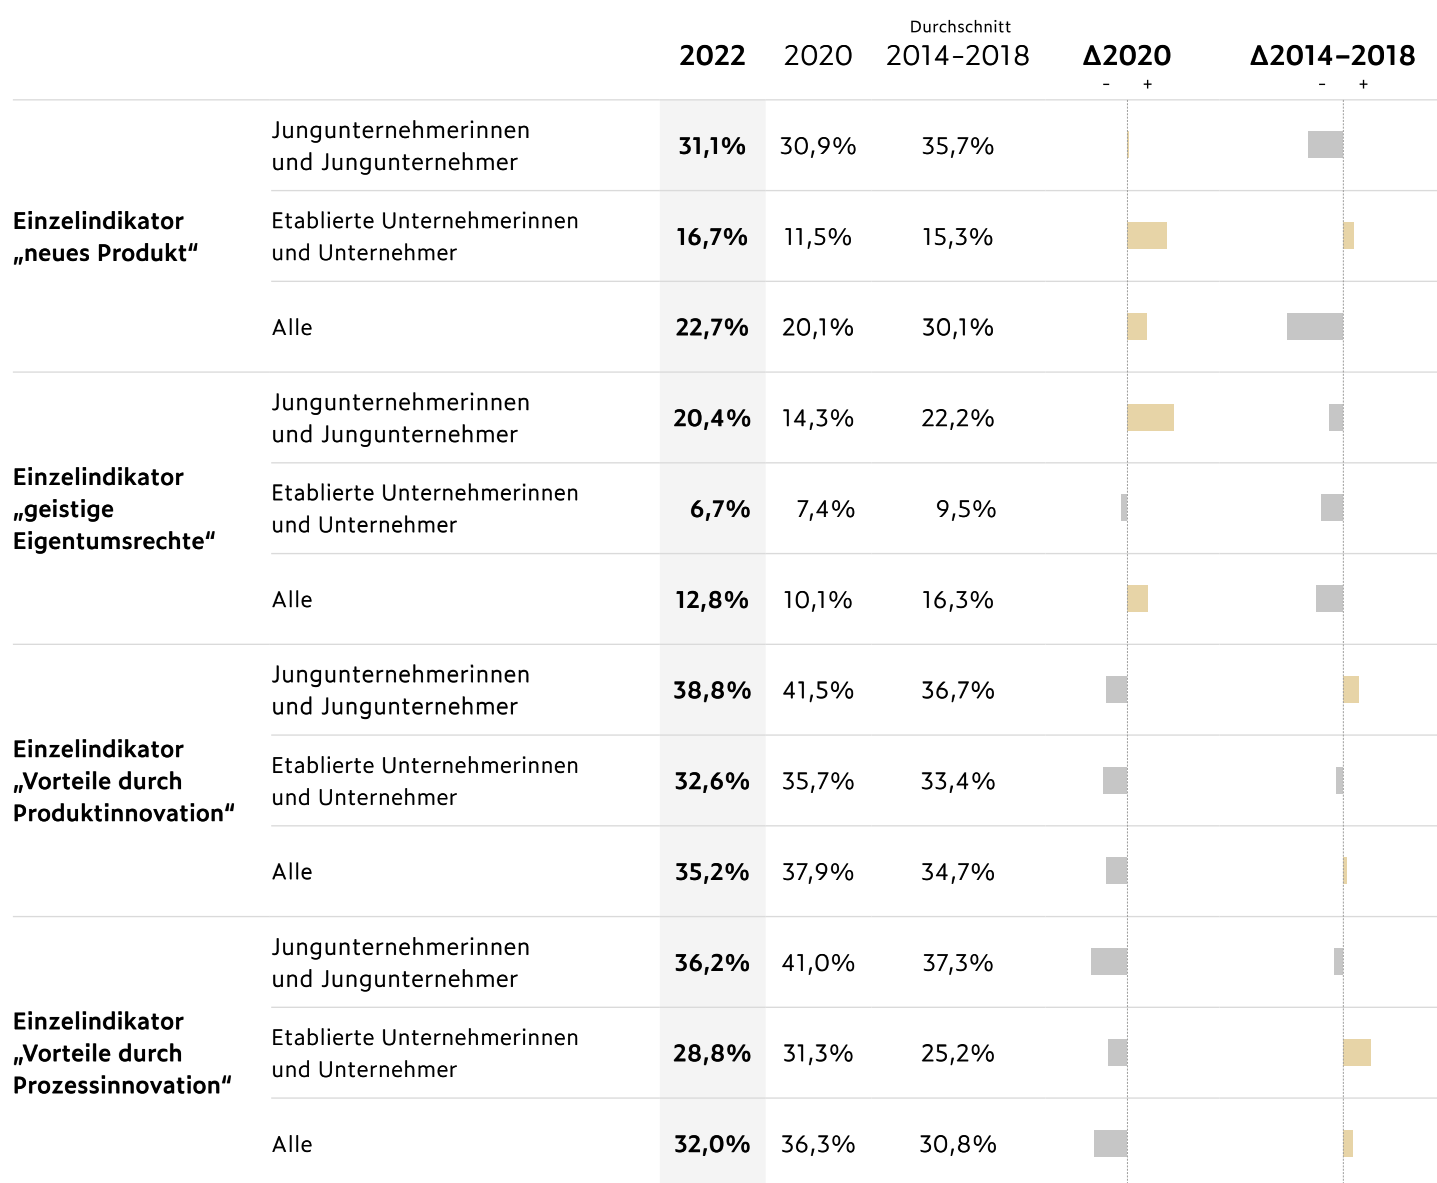 Durchschnitt
2022 2020 2014–2018 Δ2020 Δ2014–2018
- + - +
Einzelindikator
„neues Produkt“
Jungunternehmerinnen
und Jungunternehmer
31,1% 30,9% 35,7%
Etablierte Unternehmerinnen
und Unternehmer
16,7% 11,5% 15,3%
Alle 22,7% 20,1% 30,1%
Einzelindikator
„geistige
Eigentumsrechte“
Jungunternehmerinnen
und Jungunternehmer
20,4% 14,3% 22,2%
Etablierte Unternehmerinnen
und Unternehmer
6,7% 7,4% 9,5%
Alle 12,8% 10,1% 16,3%
Einzelindikator
„Vorteile durch
Produktinnovation“
Jungunternehmerinnen
und Jungunternehmer
38,8% 41,5% 36,7%
Etablierte Unternehmerinnen
und Unternehmer
32,6% 35,7% 33,4%
Alle 35,2% 37,9% 34,7%
Einzelindikator
„Vorteile durch
Prozessinnovation“
Jungunternehmerinnen
und Jungunternehmer
36,2% 41,0% 37,3%
Etablierte Unternehmerinnen
und Unternehmer
28,8% 31,3% 25,2%
Alle 32,0% 36,3% 30,8%